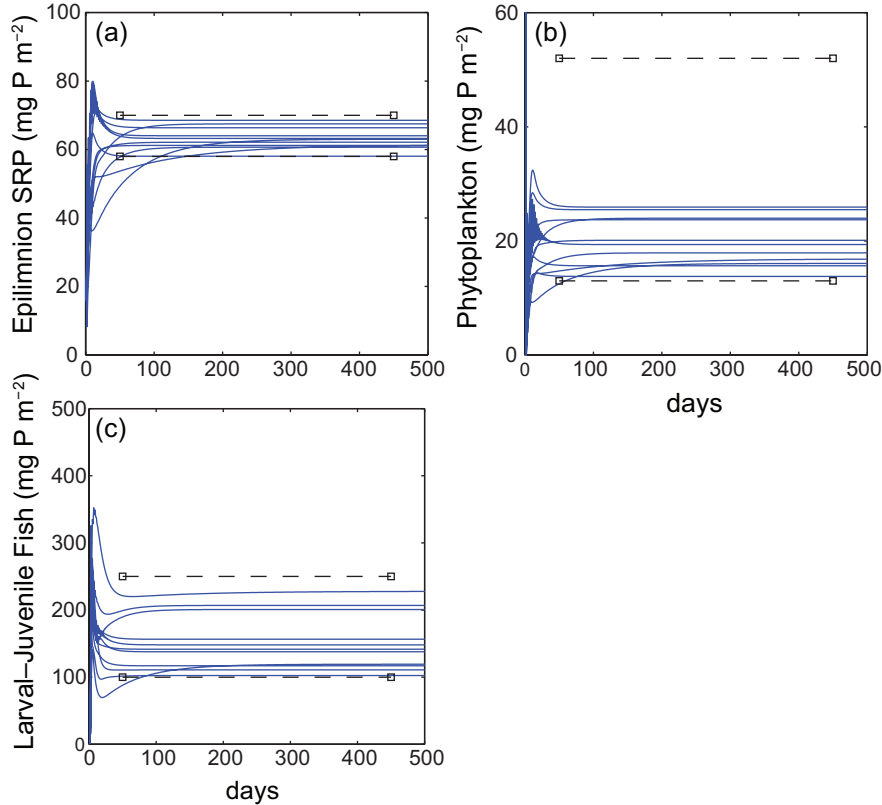 (a)
Epilimnion SRP (mg P m⁻²)
100
80
60
40
20
0
0 100 200 300 400 500
(b)
Phytoplankton (mg P m⁻²)
60
40
20
0
0 100 200 300 400 500
days
(c)
Larval–Juvenile Fish (mg P m⁻²)
500
400
300
200
100
0
0 100 200 300 400 500
days